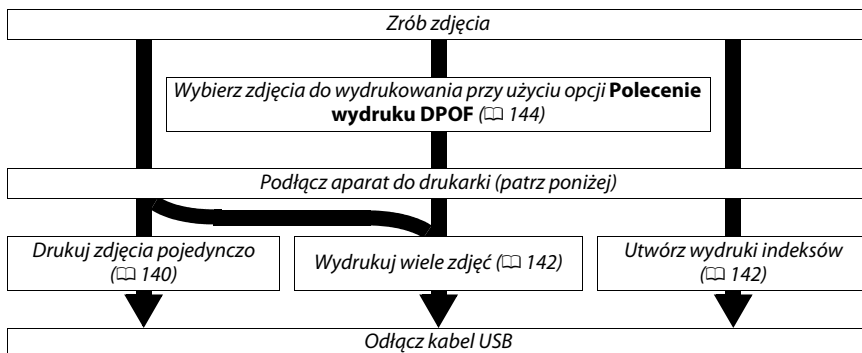 Zrób zdjęcia
Wybierz zdjęcia do wydrukowania przy użyciu opcji Polecenie
wydruku DPOF (🕮 144)
Podłącz aparat do drukarki (patrz poniżej)
Drukuj zdjęcia pojedynczo
(🕮 140)
Wydrukuj wiele zdjęć (🕮 142)
Utwórz wydruki indeksów
(🕮 142)
Odłącz kabel USB